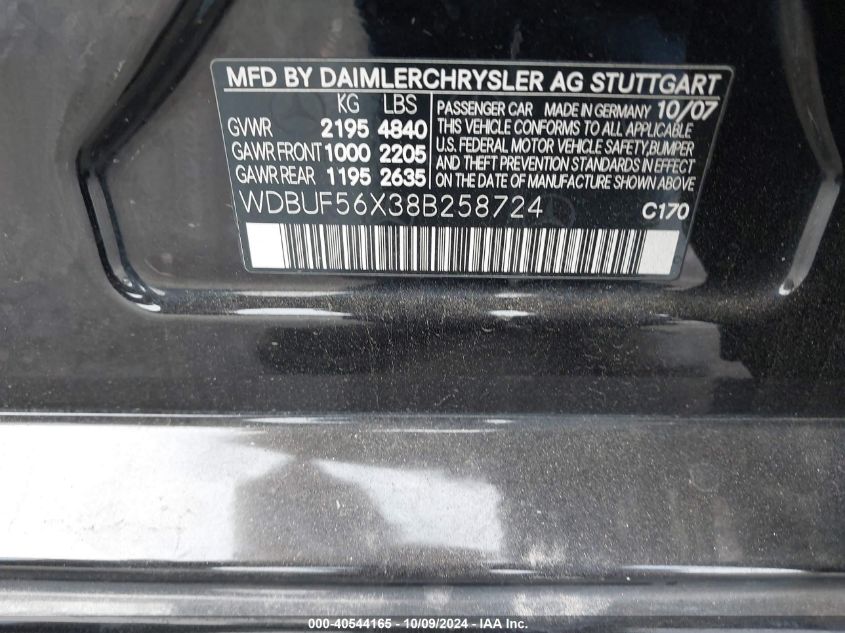 MFD BY DAIMLERCHRYSLER AG STUTTGART
KG LBS
GVWR 2195 4840
GAWR FRONT 1000 2205
GAWR REAR 1195 2635
PASSENGER CAR MADE IN GERMANY 10/07
THIS VEHICLE CONFORMS TO ALL APPLICABLE
U.S. FEDERAL MOTOR VEHICLE SAFETY,BUMPER
AND THEFT PREVENTION STANDARDS IN EFFECT
ON THE DATE OF MANUFACTURE SHOWN ABOVE
WDBUF56X38B258724 C170
000-40544165 - 10/09/2024 - IAA Inc.